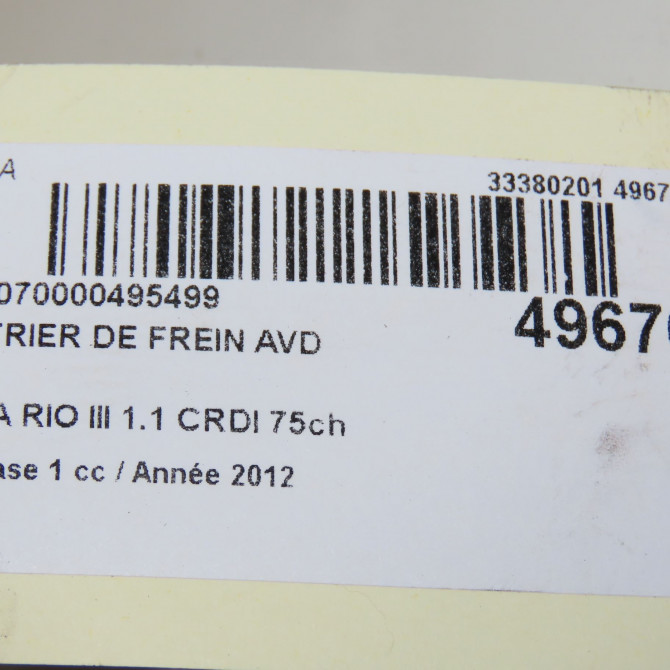 A
33380201 4967
070000495499
4967
TRIER DE FREIN AVD
A RIO III 1.1 CRDI 75ch
ase 1 cc / Année 2012